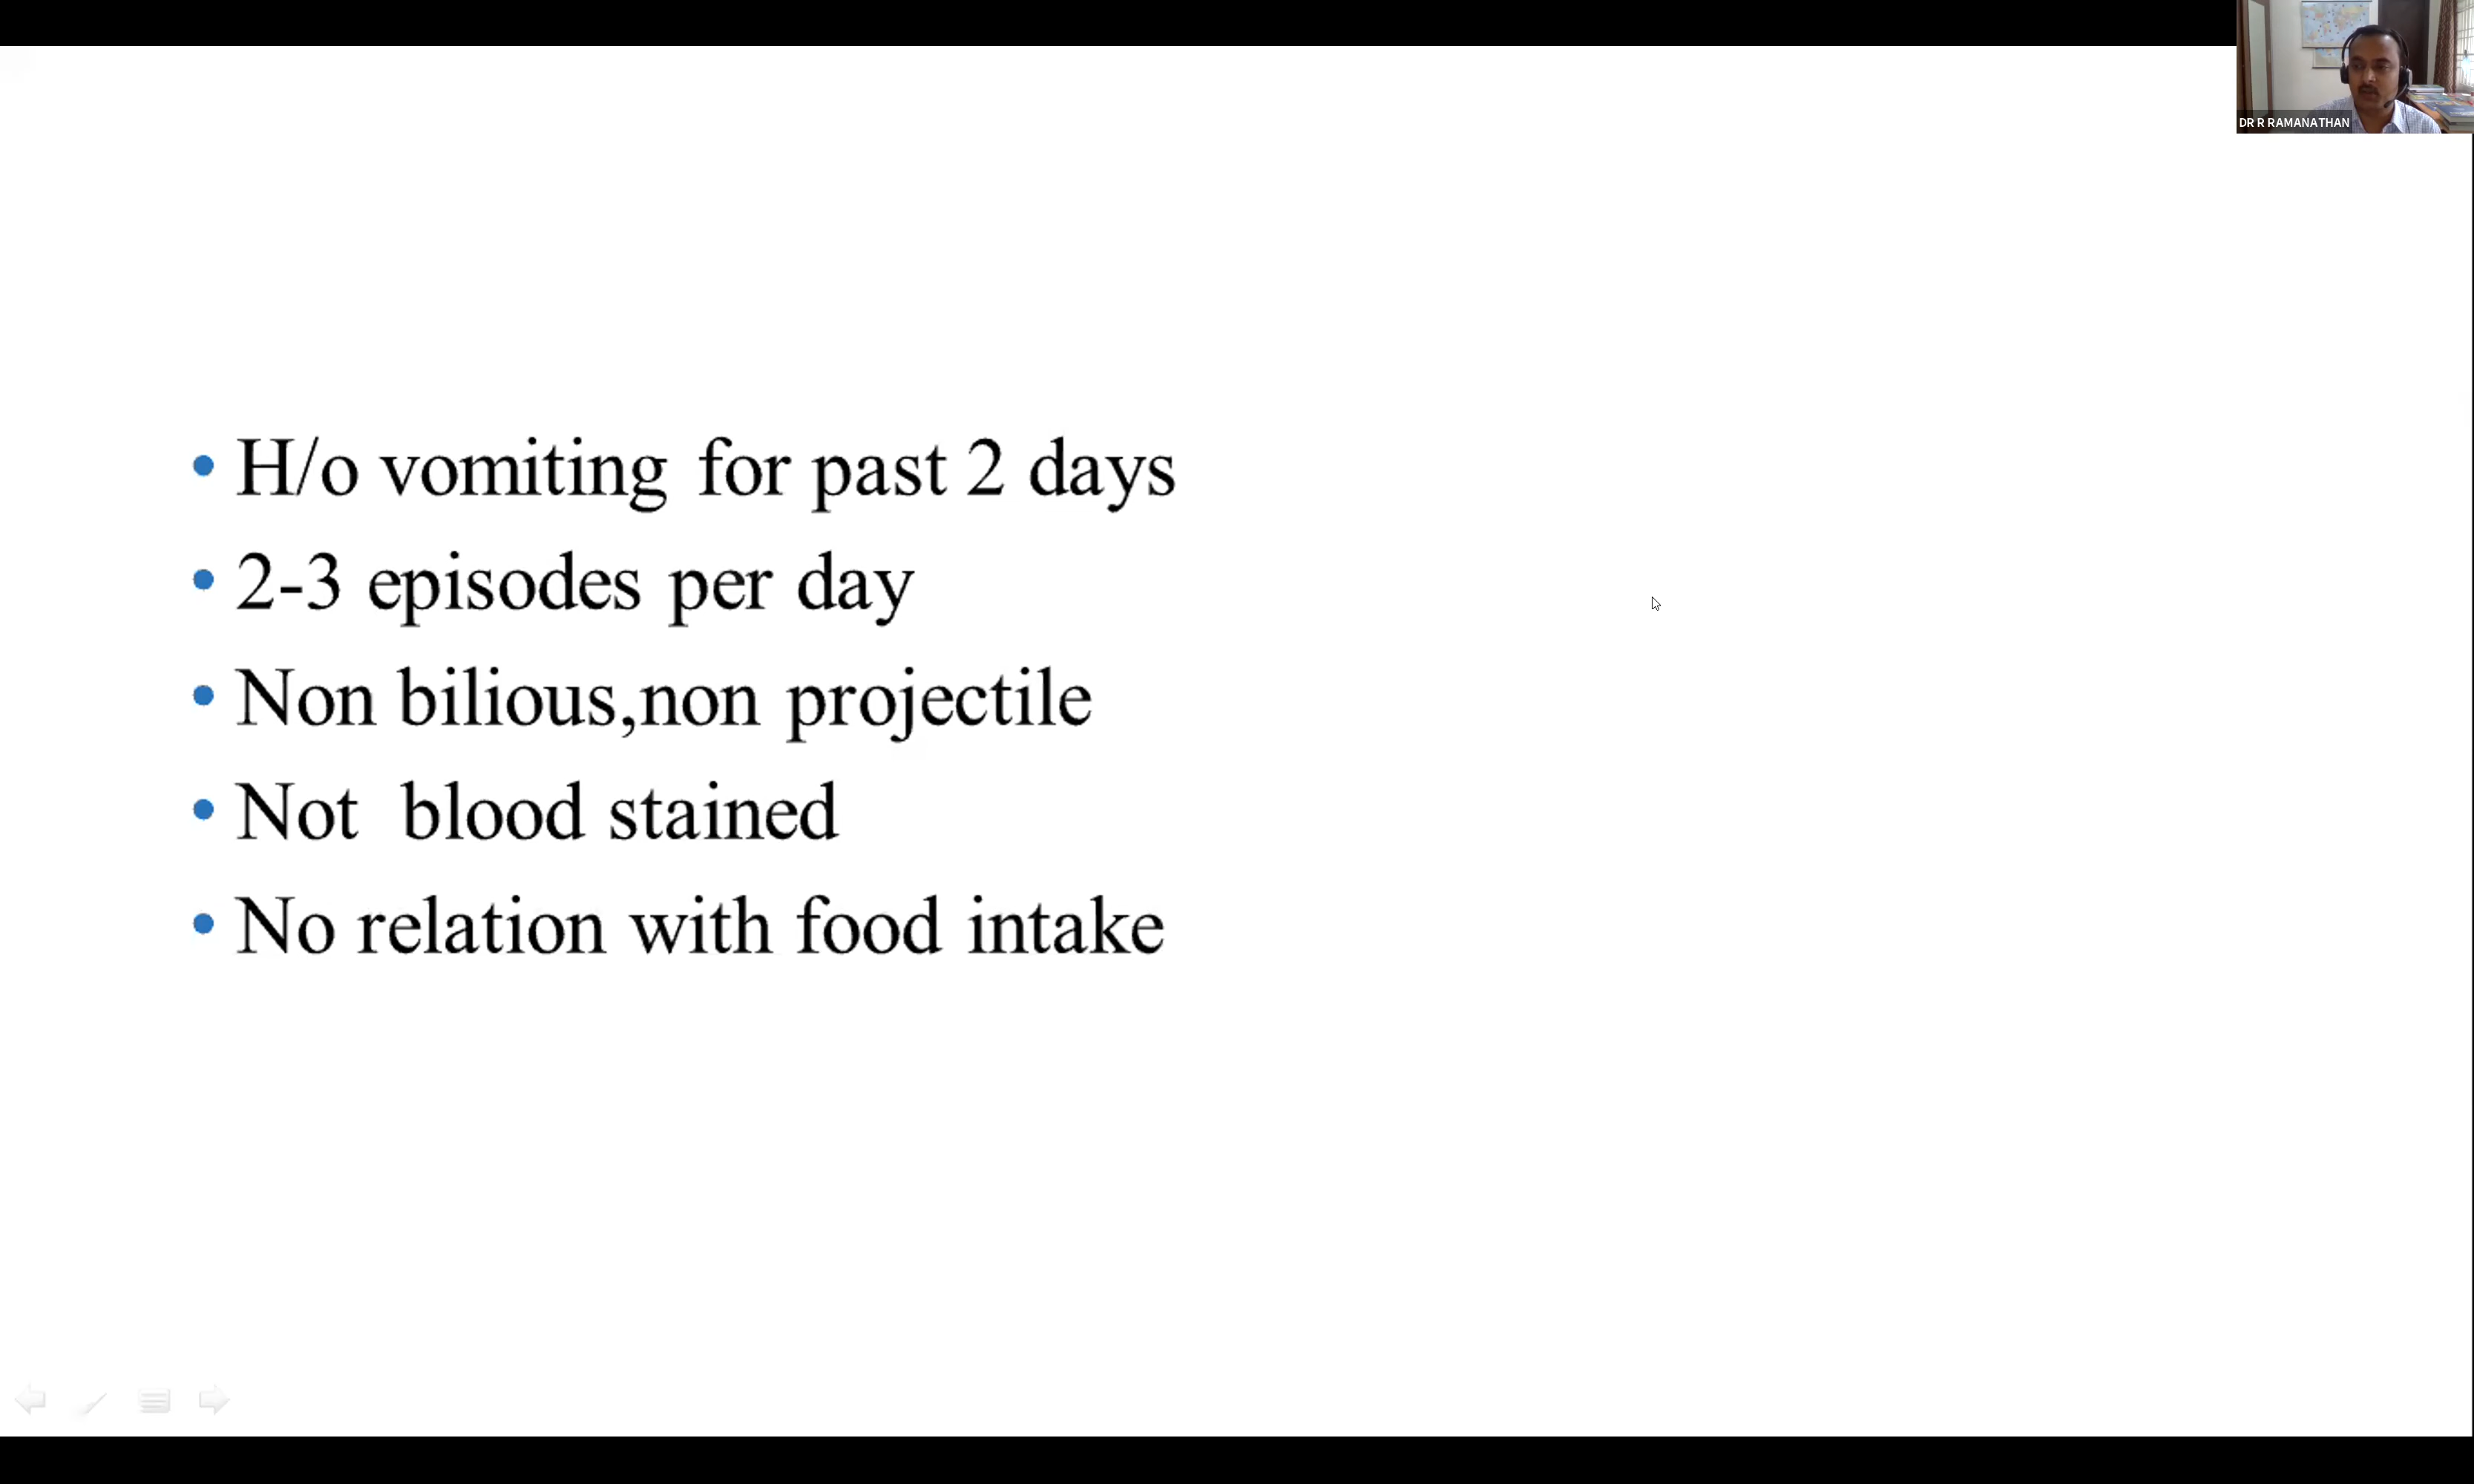 DR R RAMANATHAN
• H/o vomiting for past 2 days
• 2-3 episodes per day
• Non bilious,non projectile
• Not blood stained
• No relation with food intake